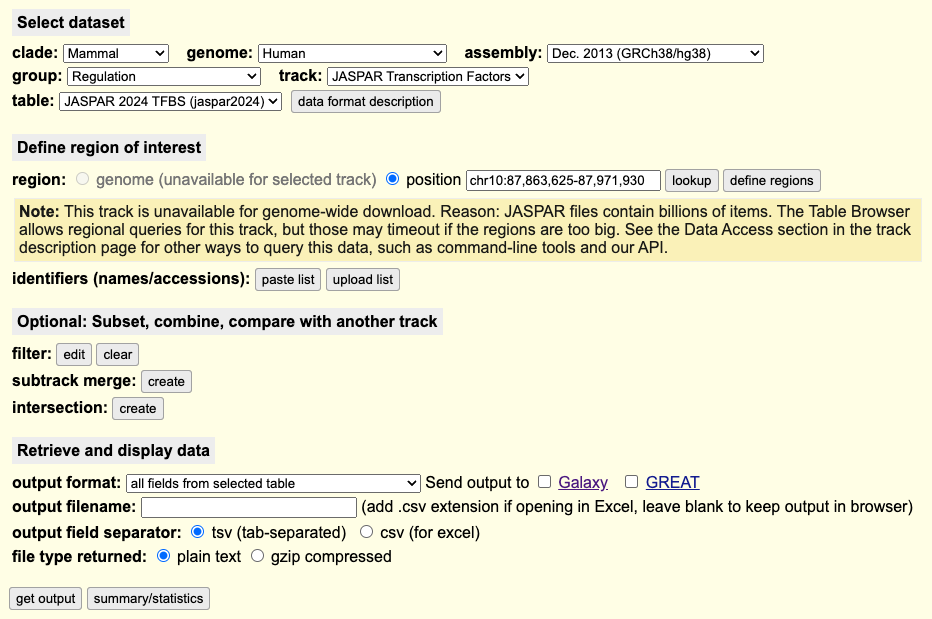 Select dataset
clade: Mammal genome: Human assembly: Dec. 2013 (GRCh38/hg38)
group: Regulation track: JASPAR Transcription Factors
table: JASPAR 2024 TFBS (jaspar2024) data format description
Define region of interest
region: genome (unavailable for selected track) position chr10:87,863,625-87,971,930 lookup define regions
Note: This track is unavailable for genome-wide download. Reason: JASPAR files contain billions of items. The Table Browser
allows regional queries for this track, but those may timeout if the regions are too big. See the Data Access section in the track
description page for other ways to query this data, such as command-line tools and our API.
identifiers (names/accessions): paste list upload list
Optional: Subset, combine, compare with another track
filter: edit clear
subtrack merge: create
intersection: create
Retrieve and display data
output format: all fields from selected table Send output to Galaxy GREAT
output filename: (add .csv extension if opening in Excel, leave blank to keep output in browser)
output field separator: tsv (tab-separated) csv (for excel)
file type returned: plain text gzip compressed
get output summary/statistics